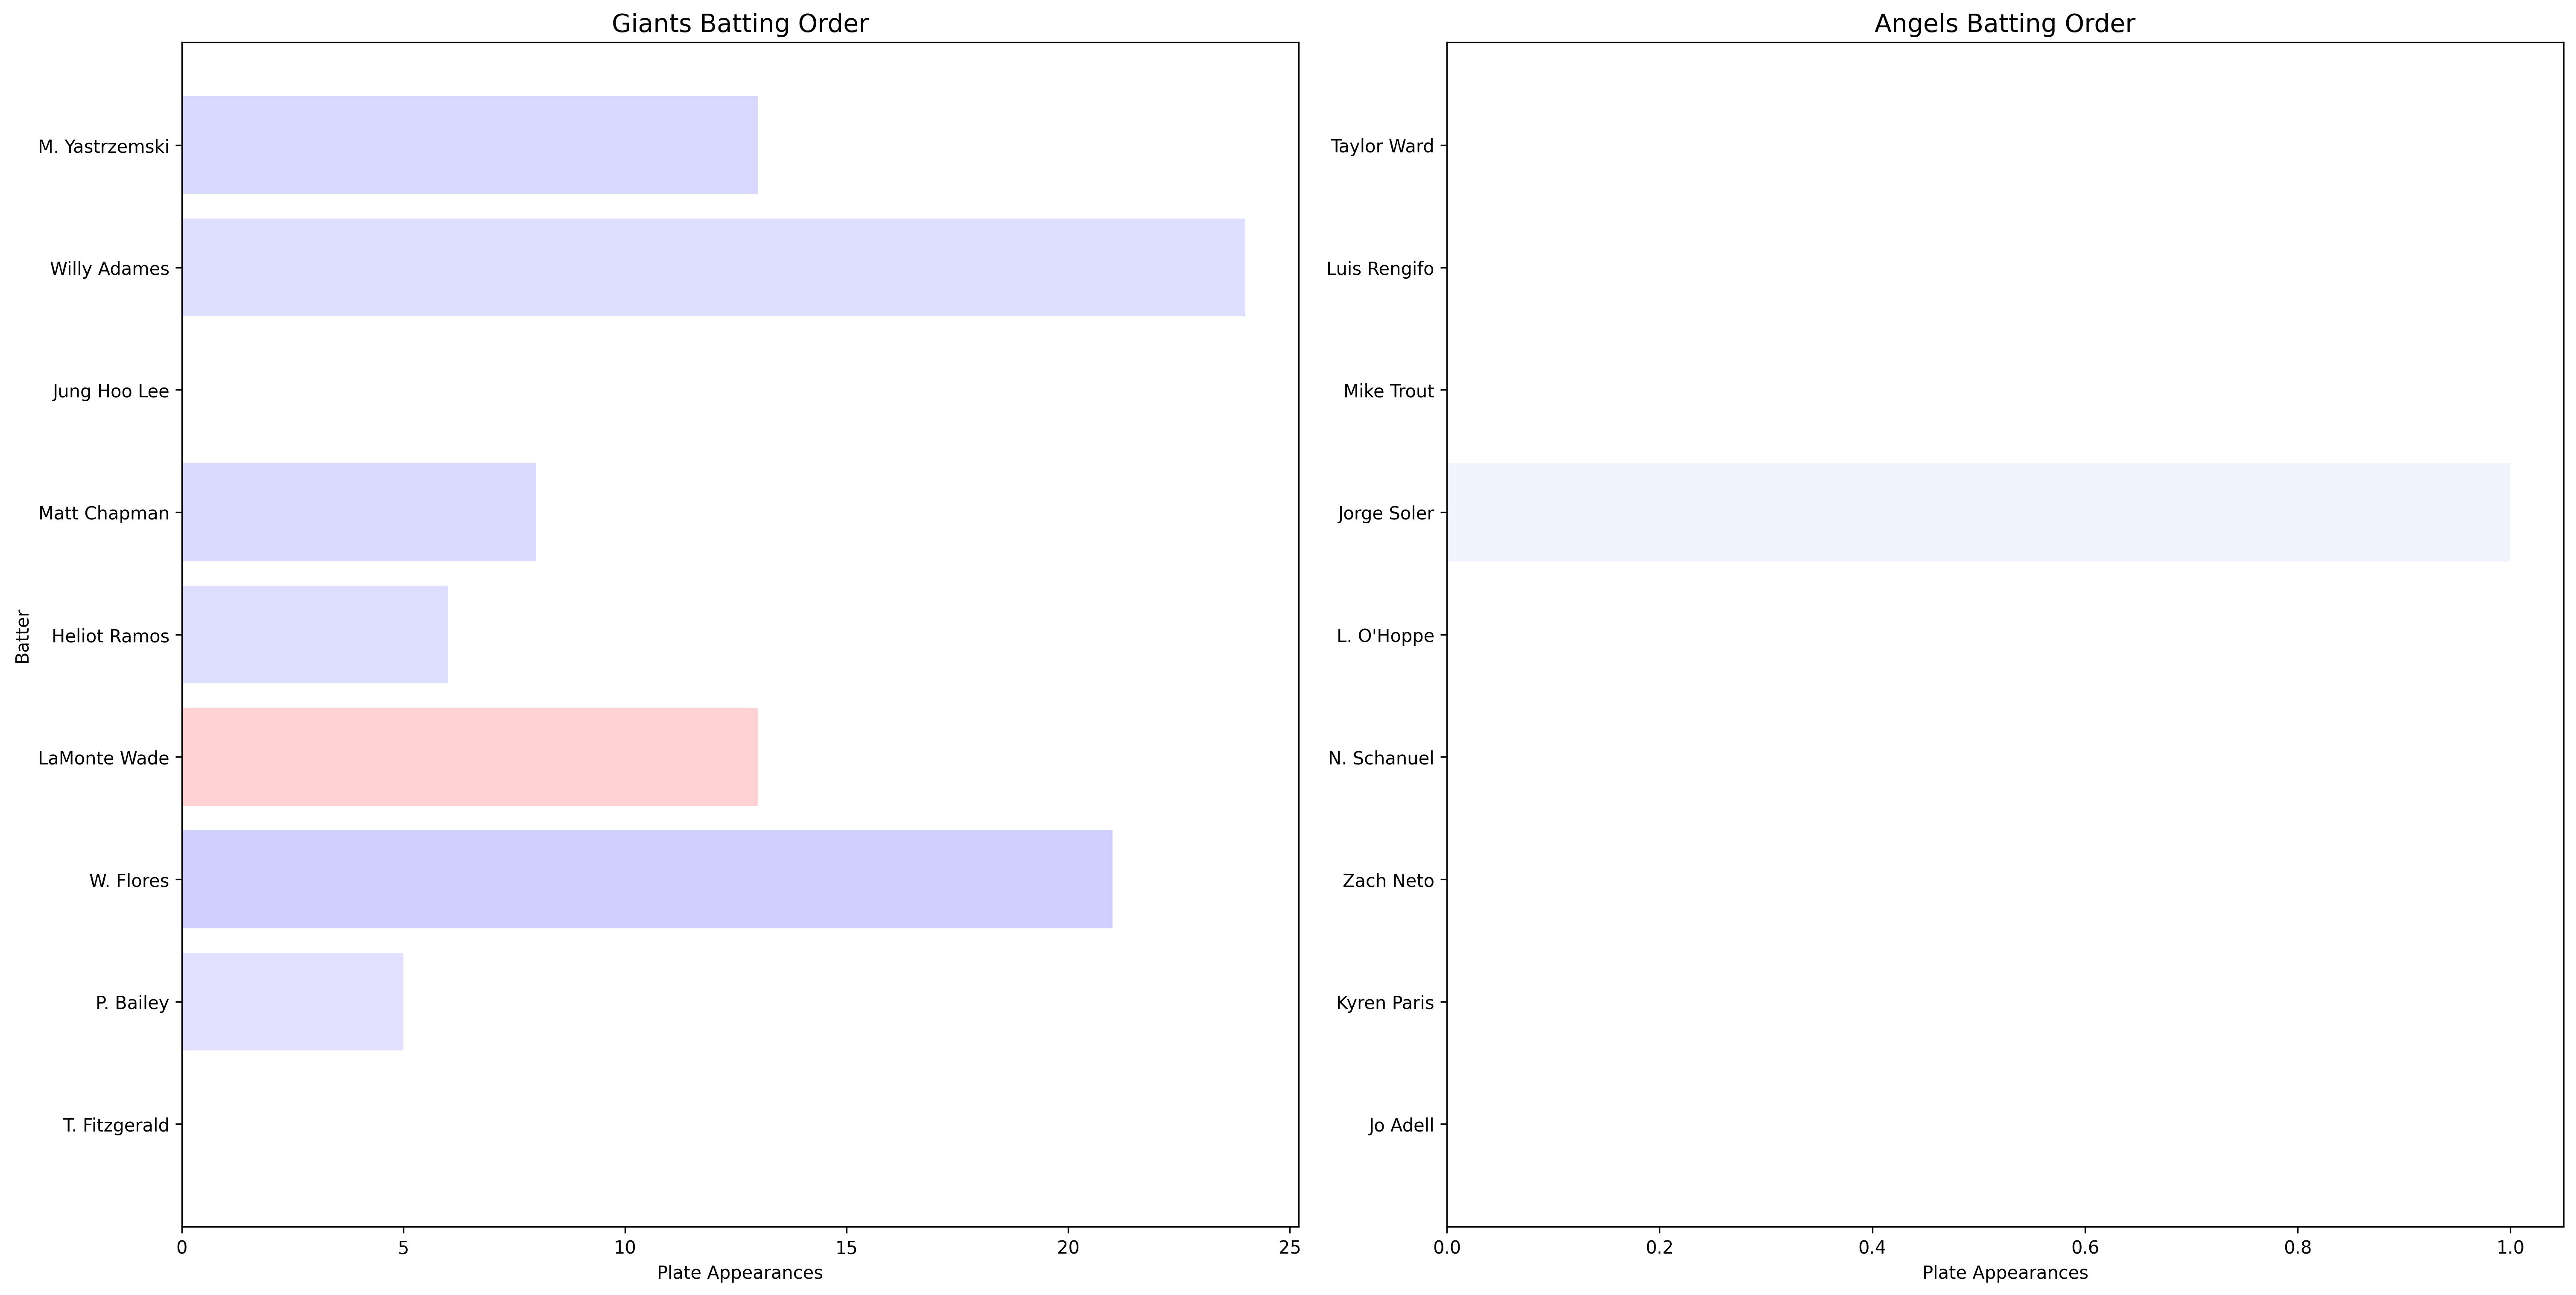 Giants Batting Order
Batter
M. Yastrzemski
Willy Adames
Jung Hoo Lee
Matt Chapman
Heliot Ramos
LaMonte Wade
W. Flores
P. Bailey
T. Fitzgerald
0 5 10 15 20 25
Plate Appearances
Angels Batting Order
Taylor Ward
Luis Rengifo
Mike Trout
Jorge Soler
L. O'Hoppe
N. Schanuel
Zach Neto
Kyren Paris
Jo Adell
0.0 0.2 0.4 0.6 0.8 1.0
Plate Appearances